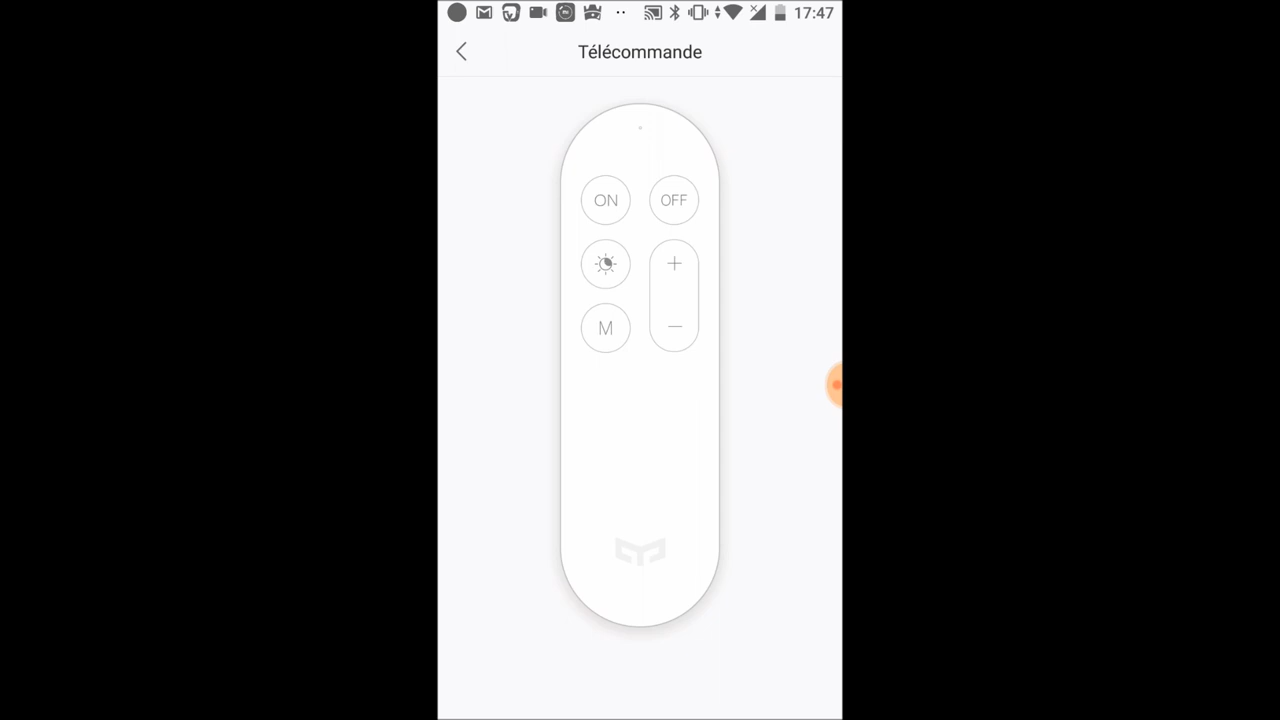 17:47
Télécommande
ON OFF
+
M
—